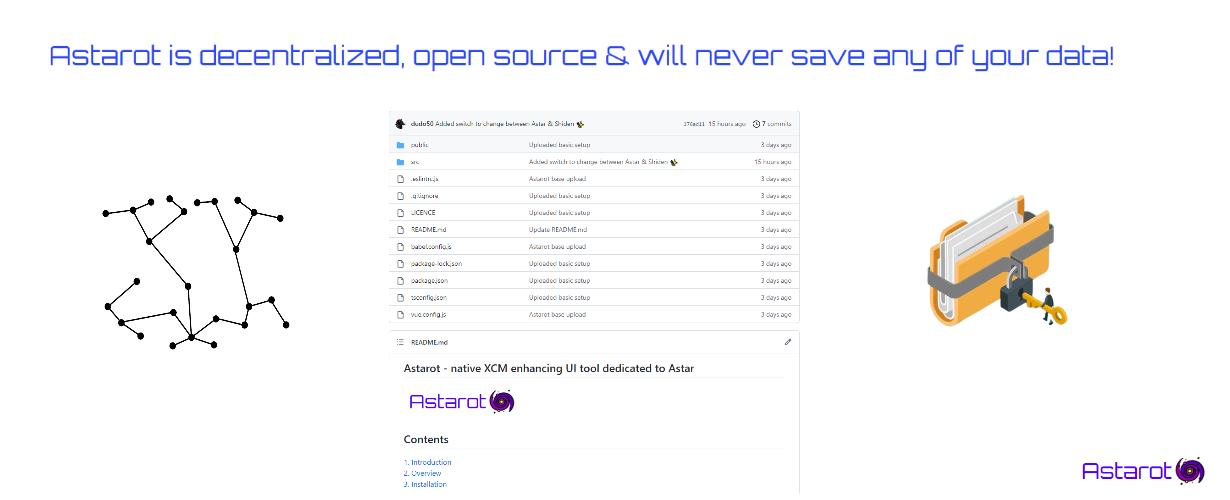 Astarot is decentralized, open source & will never save any of your data!
dudo50 Added switch to change between Astar & Shiden 174ad11 15 hours ago 7 commits
public Uploaded basic setup 3 days ago
src Added switch to change between Astar & Shiden 15 hours ago
.eslintrc.js Astarot base upload 3 days ago
.gitignore Uploaded basic setup 3 days ago
LICENCE Uploaded basic setup 3 days ago
README.md Update README.md 3 days ago
babel.config.js Astarot base upload 3 days ago
package-lock.json Uploaded basic setup 3 days ago
package.json Uploaded basic setup 3 days ago
tsconfig.json Uploaded basic setup 3 days ago
vue.config.js Astarot base upload 3 days ago
README.md
Astarot - native XCM enhancing UI tool dedicated to Astar
Astarot
Contents
1. Introduction
2. Overview
3. Installation
Astarot